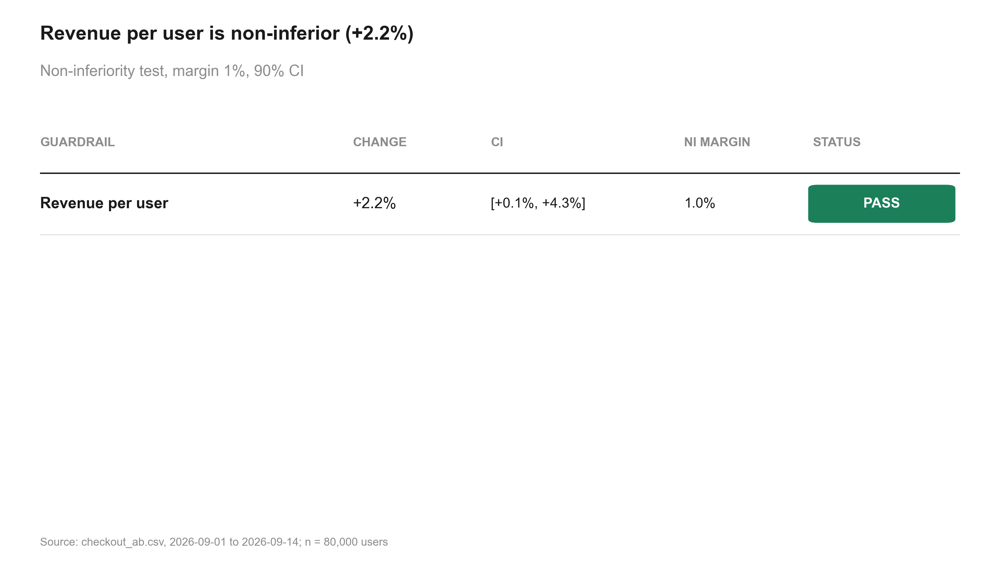 Revenue per user is non-inferior (+2.2%)
Non-inferiority test, margin 1%, 90% CI
GUARDRAIL CHANGE CI NI MARGIN STATUS
Revenue per user +2.2% [+0.1%, +4.3%] 1.0% PASS
Source: checkout_ab.csv, 2026-09-01 to 2026-09-14; n = 80,000 users